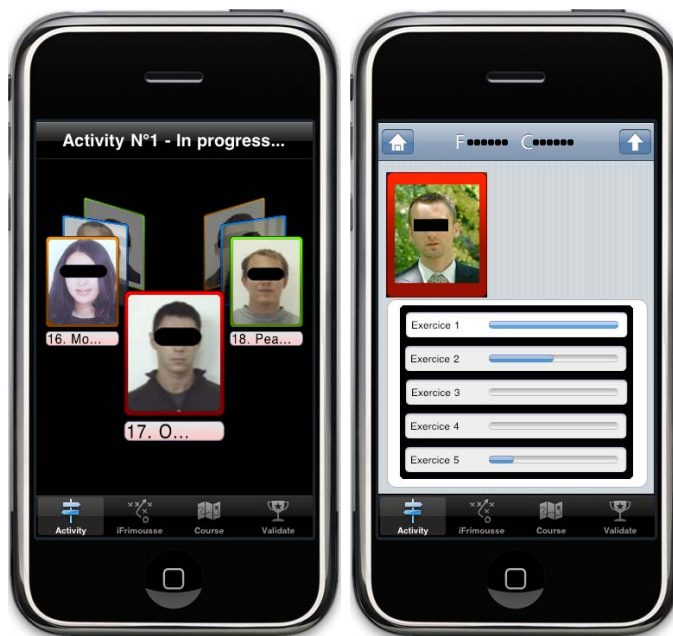 Activity N°1 - In progress...
16. Mo...
18. Pea...
17. O...
Activity
iFrimousse
Course
Validate
F
C
Exercice 1
Exercice 2
Exercice 3
Exercice 4
Exercice 5
Activity
iFrimousse
Course
Validate